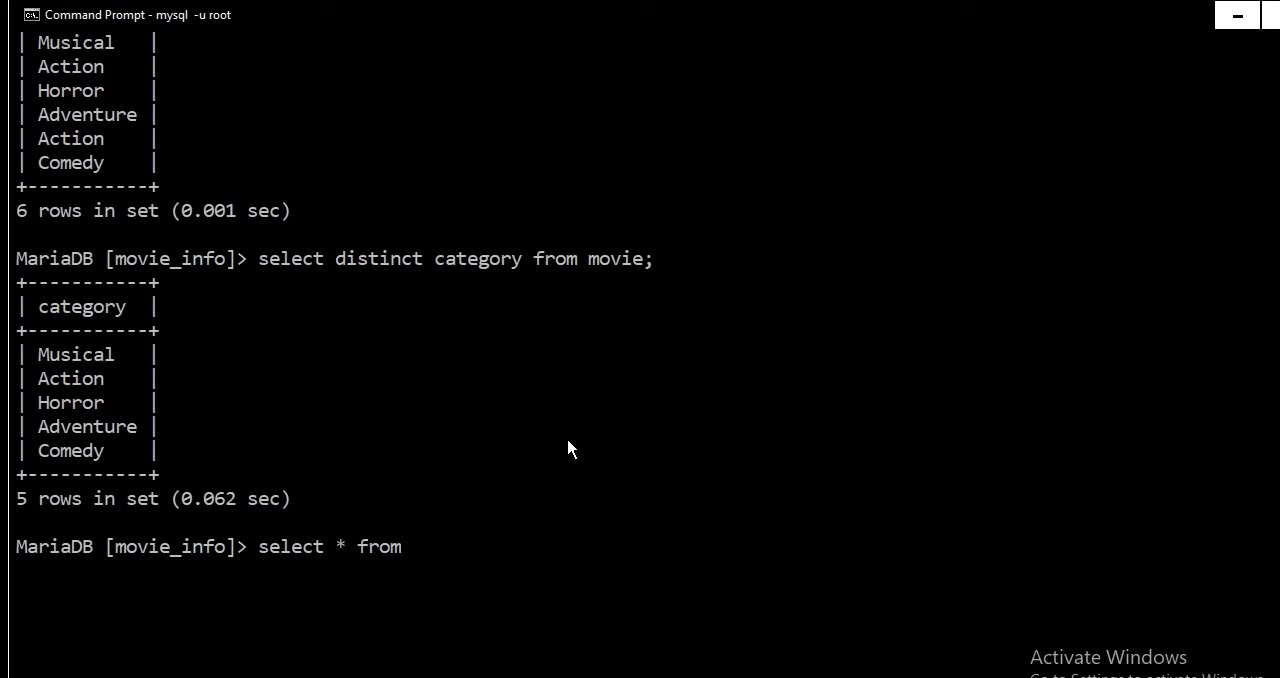 Command Prompt - mysql -u root
| Musical |
| Action |
| Horror |
| Adventure |
| Action |
| Comedy |
+-----------+
6 rows in set (0.001 sec)
MariaDB [movie_info]> select distinct category from movie;
+-----------+
| category |
+-----------+
| Musical |
| Action |
| Horror |
| Adventure |
| Comedy |
+-----------+
5 rows in set (0.062 sec)
MariaDB [movie_info]> select * from
Activate Windows
Go to Settings to activate Windows.